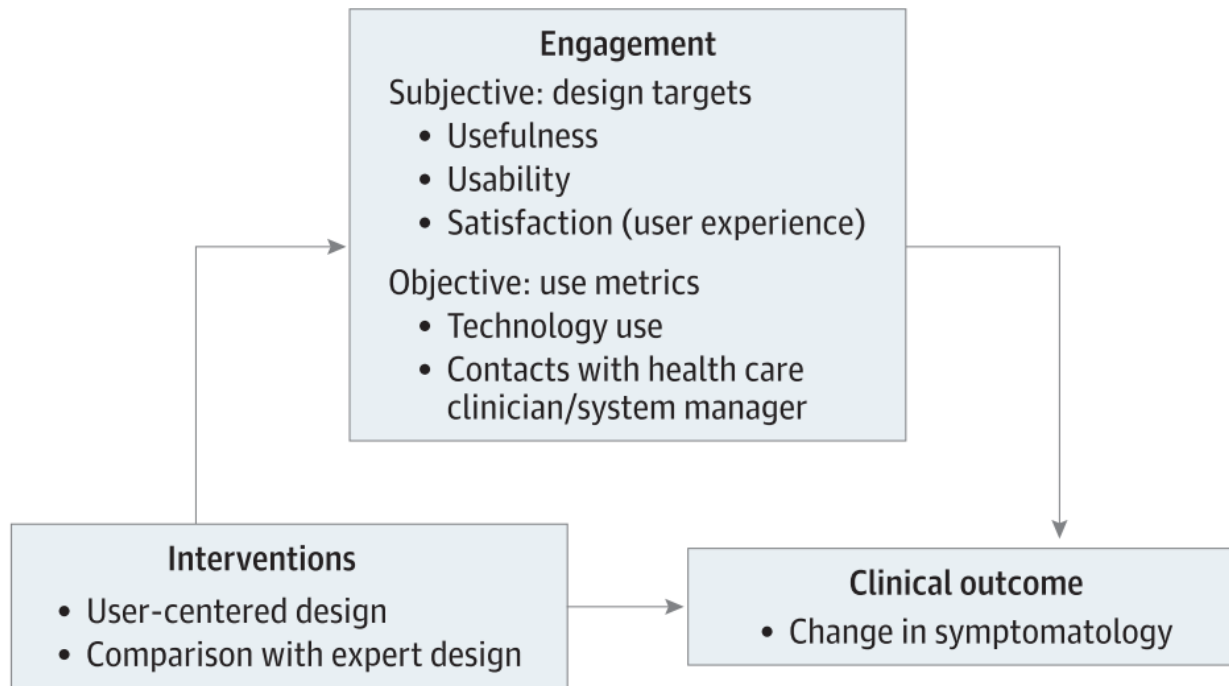 Engagement
Subjective: design targets
• Usefulness
• Usability
• Satisfaction (user experience)
Objective: use metrics
• Technology use
• Contacts with health care
clinician/system manager
Interventions
• User-centered design
• Comparison with expert design
Clinical outcome
• Change in symptomatology